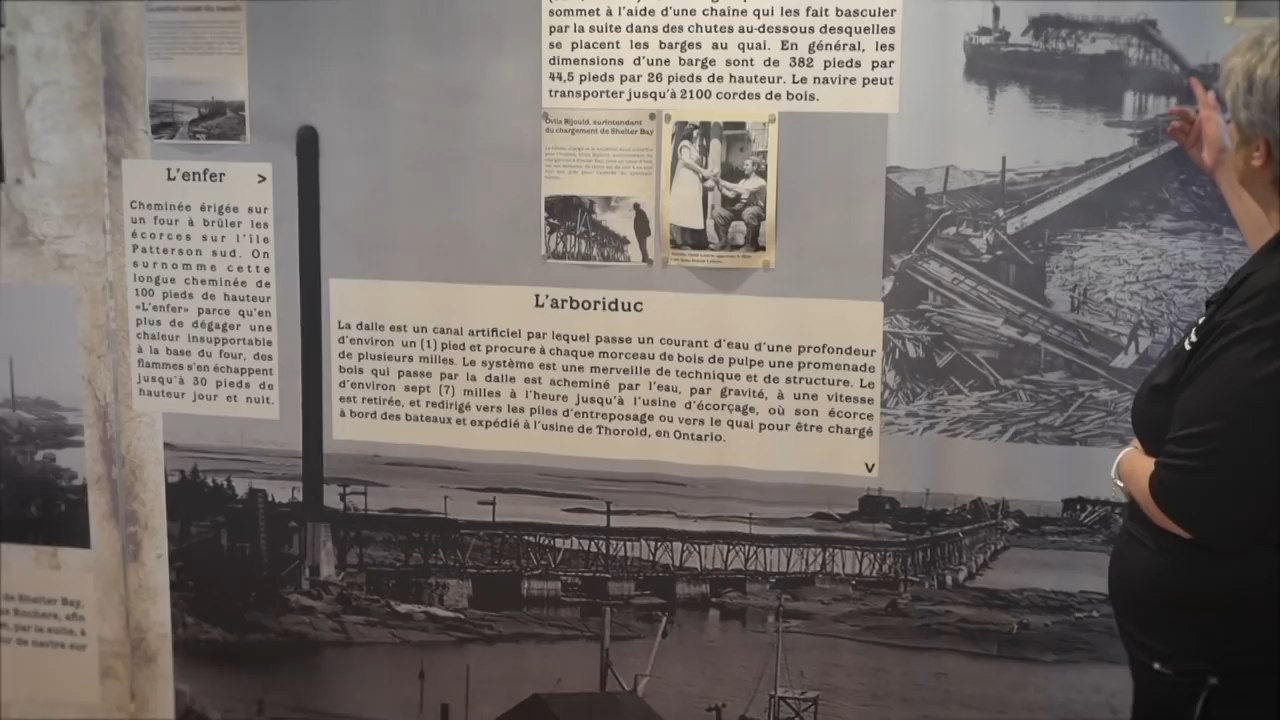 sommet à l'aide d'une chaîne qui les fait basculer
par la suite dans des chutes au-dessous desquelles
se placent les barges au quai. En général, les
dimensions d'une barge sont de 382 pieds par
44,5 pieds par 26 pieds de hauteur. Le navire peut
transporter jusqu'à 2100 cordes de bois.
Ovila Bijould, surintendant
du chargement de Shelter Bay
L'enfer >
Cheminée érigée sur
un four à brûler les
écorces sur l'île
Patterson sud. On
surnomme cette
longue cheminée de
100 pieds de hauteur
«L'enfer» parce qu'en
plus de dégager une
chaleur insupportable
à la base du four, des
flammes s'en échappent
jusqu'à 30 pieds de
hauteur jour et nuit.
L'arboriduc
La dalle est un canal artificiel par lequel passe un courant d'eau d'une profondeur
d'environ un (1) pied et procure à chaque morceau de bois de pulpe une promenade
de plusieurs milles. Le système est une merveille de technique et de structure. Le
bois qui passe par la dalle est acheminé par l'eau, par gravité, à une vitesse
d'environ sept (7) milles à l'heure jusqu'à l'usine d'écorçage, où son écorce
est retirée, et redirigé vers les piles d'entreposage ou vers le quai pour être chargé
à bord des bateaux et expédié à l'usine de Thorold, en Ontario.
v
de Shelter Bay,
Rochers, afin
par la suite, à
de navire sur